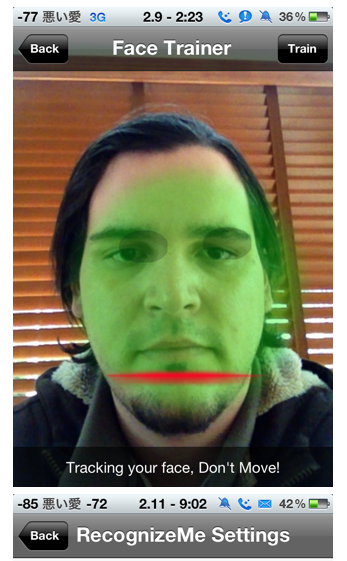 -77 悪い愛 3G 2.9 - 2:23 36%
Back Face Trainer Train
Tracking your face, Don't Move!
-85 悪い愛 -72 2.11 - 9:02 42%
Back RecognizeMe Settings